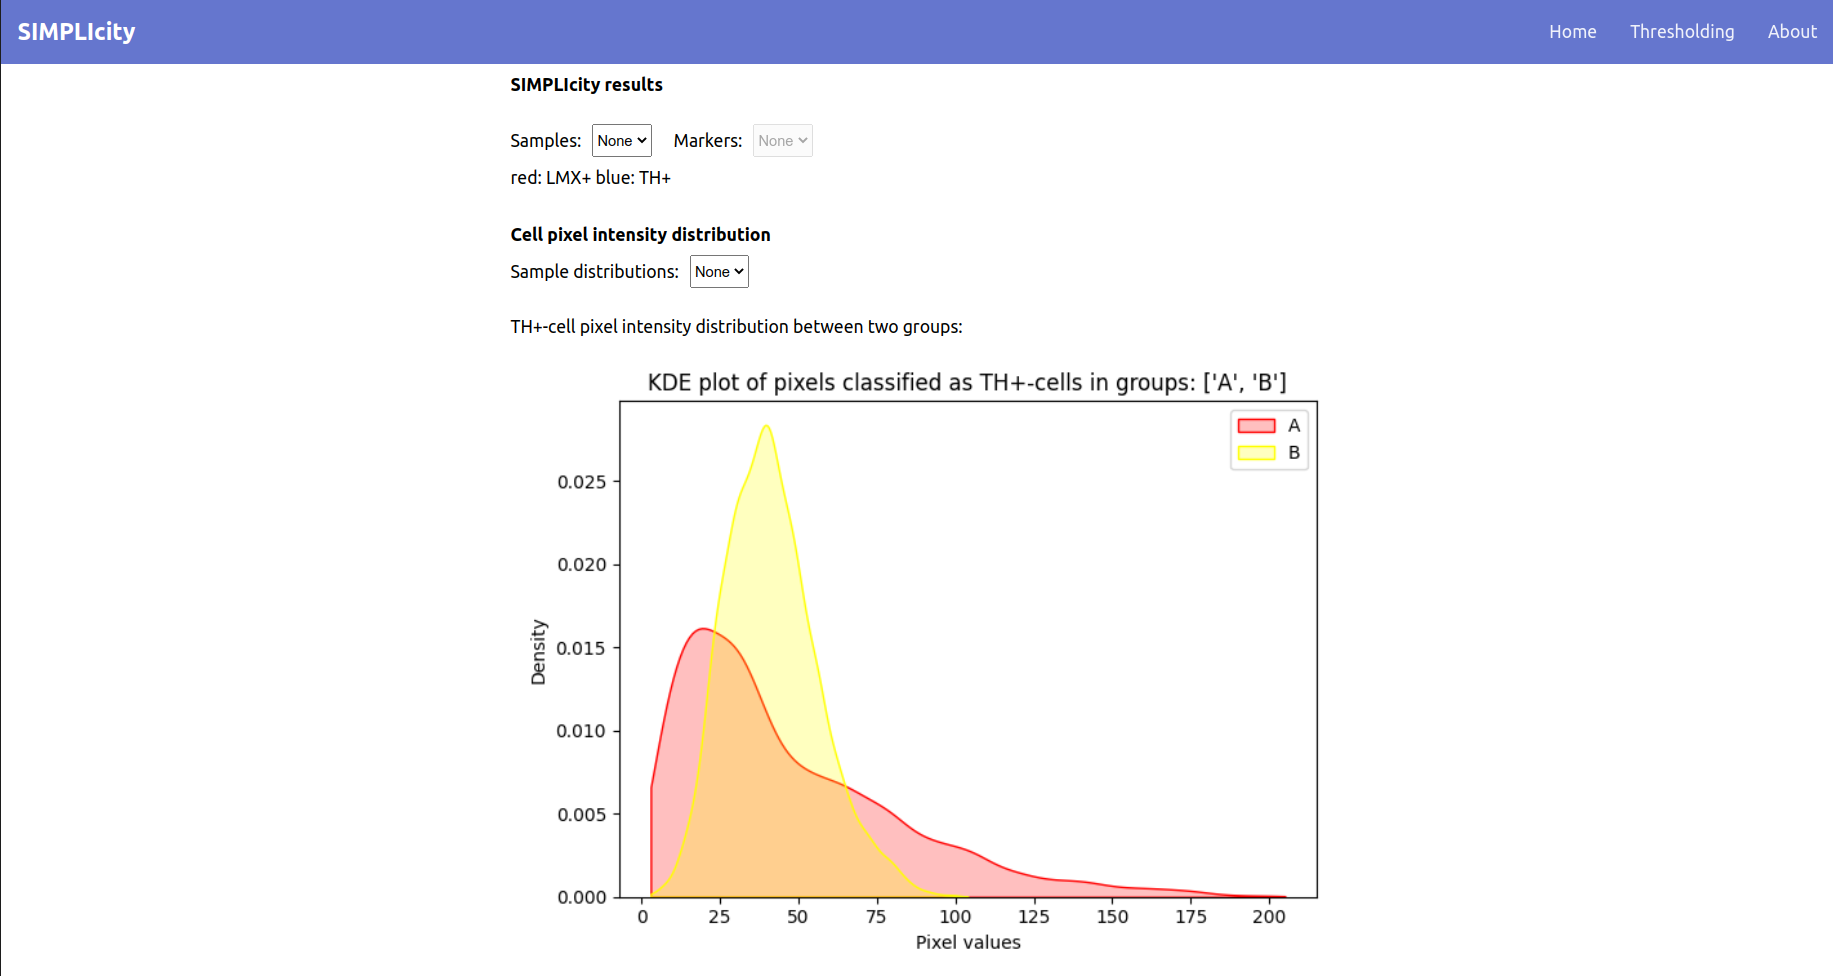 SIMPLIcity Home Thresholding About
SIMPLIcity results
Samples: None Markers: None
red: LMX+ blue: TH+
Cell pixel intensity distribution
Sample distributions: None
TH+-cell pixel intensity distribution between two groups:
KDE plot of pixels classified as TH+-cells in groups: ['A', 'B']
A
B
0.025
0.020
0.015
0.010
0.005
0.000
Density
0 25 50 75 100 125 150 175 200
Pixel values